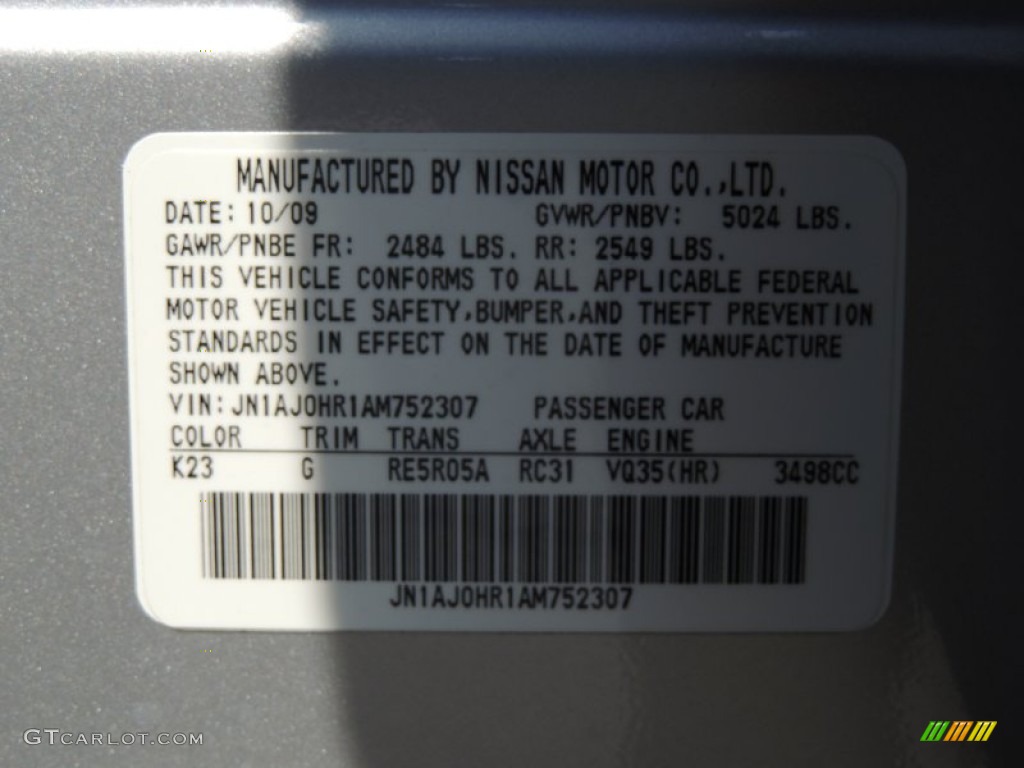 MANUFACTURED BY NISSAN MOTOR CO.,LTD.
DATE: 10/09 GVWR/PNBV: 5024 LBS.
GAWR/PNBE FR: 2484 LBS. RR: 2549 LBS.
THIS VEHICLE CONFORMS TO ALL APPLICABLE FEDERAL
MOTOR VEHICLE SAFETY,BUMPER,AND THEFT PREVENTION
STANDARDS IN EFFECT ON THE DATE OF MANUFACTURE
SHOWN ABOVE.
VIN: JN1AJ0HR1AM752307 PASSENGER CAR
COLOR TRIM TRANS AXLE ENGINE
K23 G RE5R05A RC31 VQ35(HR) 3498CC
JN1AJ0HR1AM752307
GTCARLOT.COM